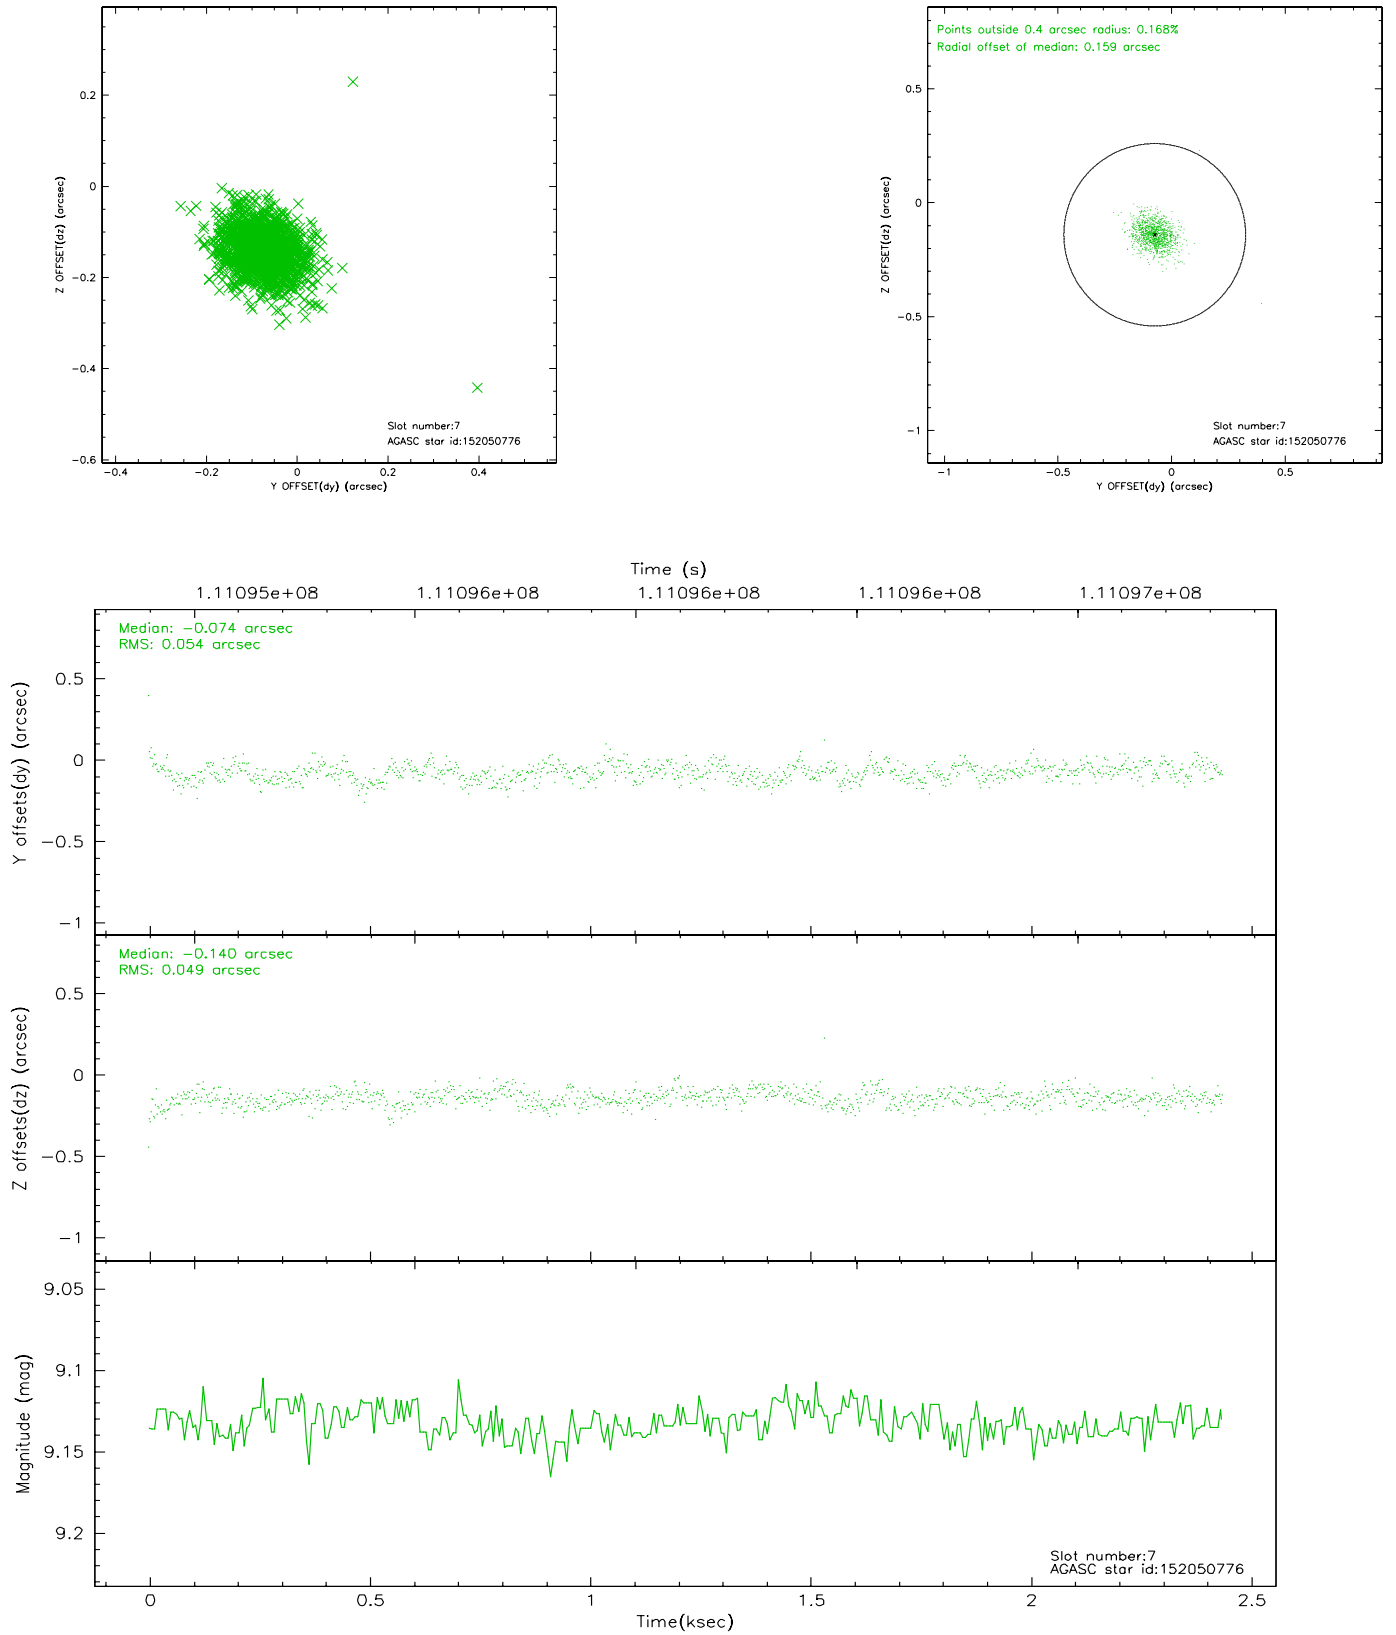 0.2
0
−0.2
−0.4
−0.6
Z OFFSET(dz) (arcsec)
Slot number:7
AGASC star id:152050776
−0.4 −0.2 0 0.2 0.4
Y OFFSET(dy) (arcsec)
Points outside 0.4 arcsec radius: 0.168%
Radial offset of median: 0.159 arcsec
0.5
0
−0.5
−1
Z OFFSET(dz) (arcsec)
Slot number:7
AGASC star id:152050776
−1 −0.5 0 0.5
Y OFFSET(dy) (arcsec)
Time (s)
1.11095e+08 1.11096e+08 1.11096e+08 1.11096e+08 1.11097e+08
Median: −0.074 arcsec
RMS: 0.054 arcsec
0.5
0
−0.5
−1
Y offsets(dy) (arcsec)
Median: −0.140 arcsec
RMS: 0.049 arcsec
0.5
0
−0.5
−1
Z offsets(dz) (arcsec)
9.05
9.1
9.15
9.2
Magnitude (mag)
Slot number:7
AGASC star id:152050776
0 0.5 1 1.5 2 2.5
Time(ksec)